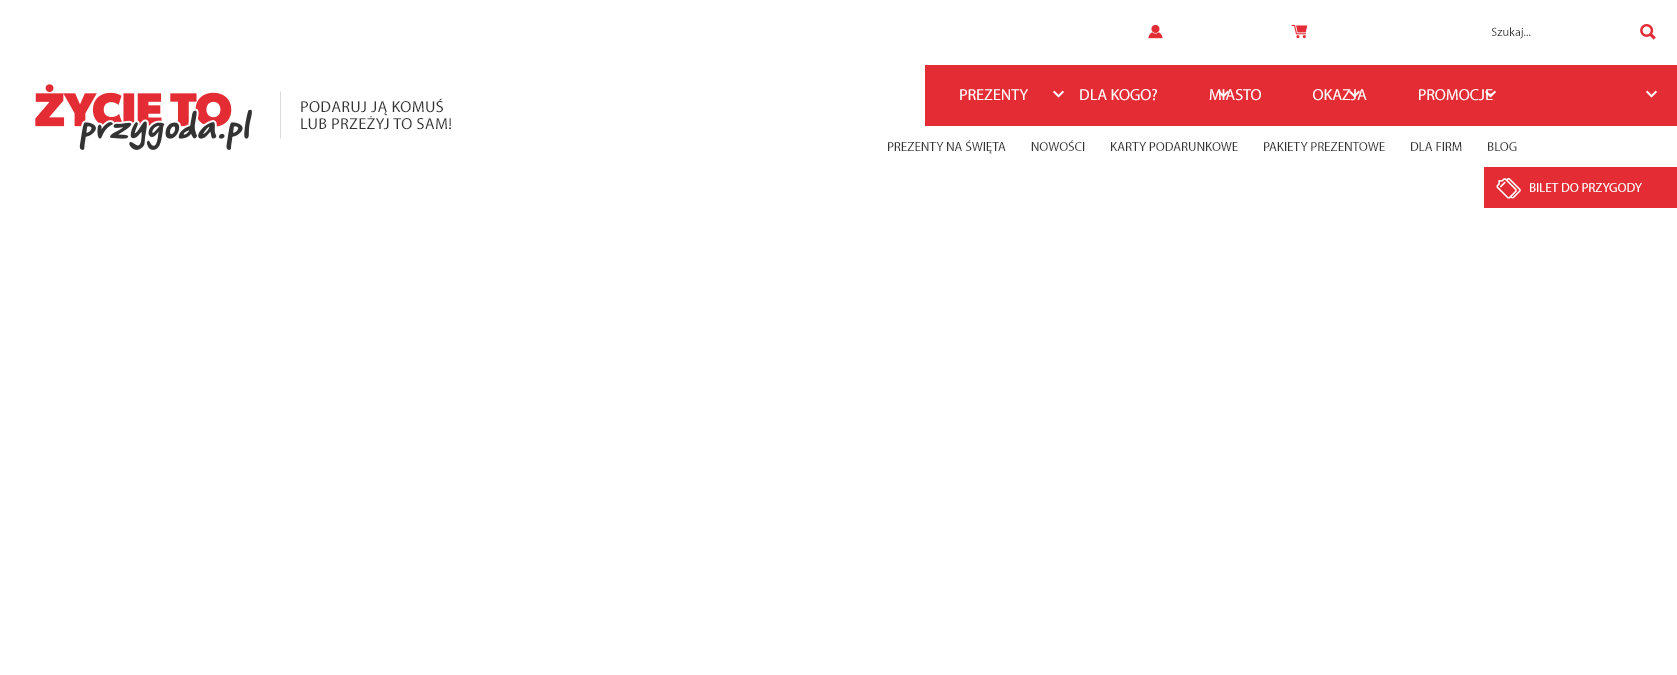 Szukaj...
ŻYCIE TO
przygoda.pl
PODARUJ JĄ KOMUŚ
LUB PRZEŻYJ TO SAM!
PREZENTY DLA KOGO? MIASTO OKAZJA PROMOCJE
PREZENTY NA ŚWIĘTA NOWOŚCI KARTY PODARUNKOWE PAKIETY PREZENTOWE DLA FIRM BLOG
BILET DO PRZYGODY